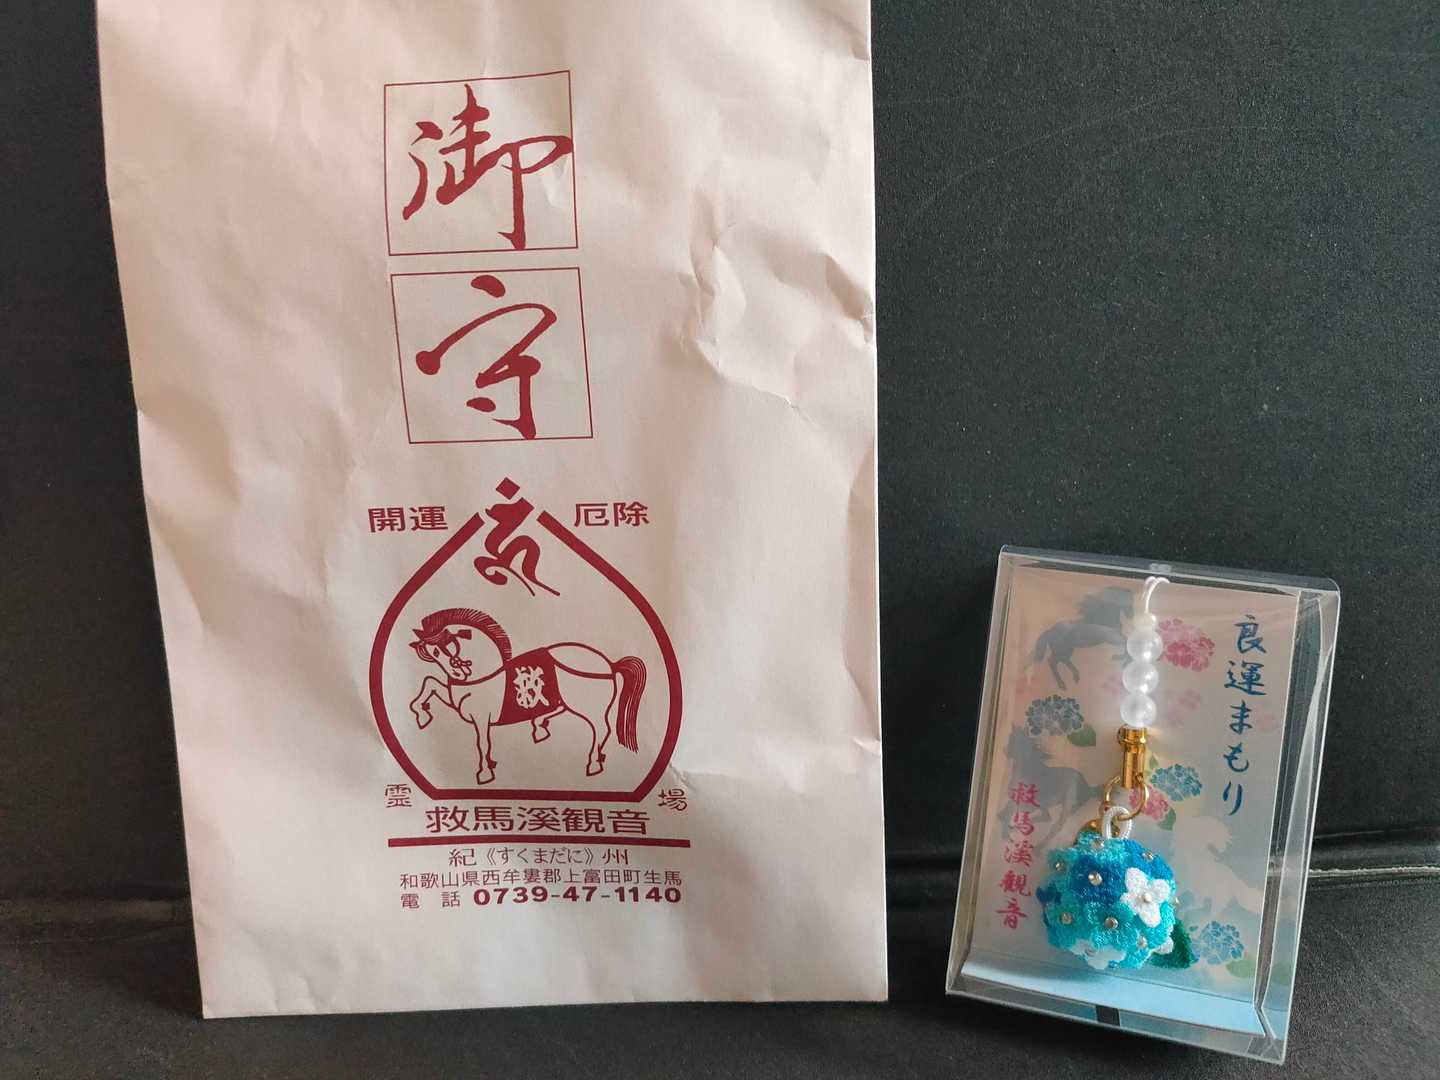 御
守
開運
厄除
救
霊
場
救馬溪観音
紀《すくまだに》州
和歌山県西牟婁郡上富田町生馬
電 話 0739-47-1140
良運まもり
救馬溪観音